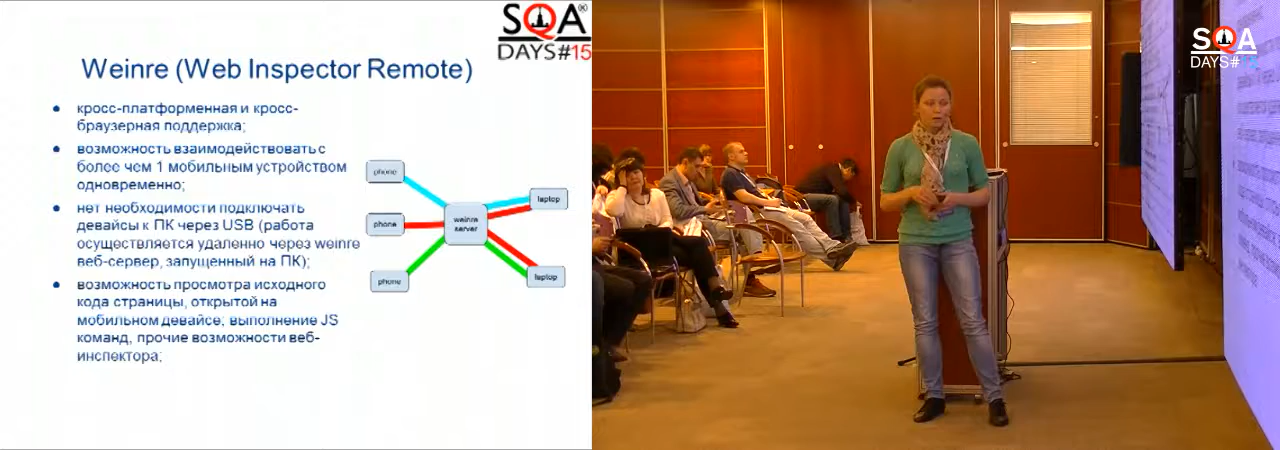 SQA®
DAYS#15
Weinre (Web Inspector Remote)
кросс-платформенная и кросс-
браузерная поддержка;
возможность взаимодействовать с
более чем 1 мобильным устройством
одновременно;
нет необходимости подключать
девайсы к ПК через USB (работа
осуществляется удаленно через weinre
веб-сервер, запущенный на ПК);
возможность просмотра исходного
кода страницы, открытой на
мобильном девайсе; выполнение JS
команд, прочие возможности веб-
инспектора;
phone
phone
phone
weinre
server
laptop
laptop
SQA
DAYS#15